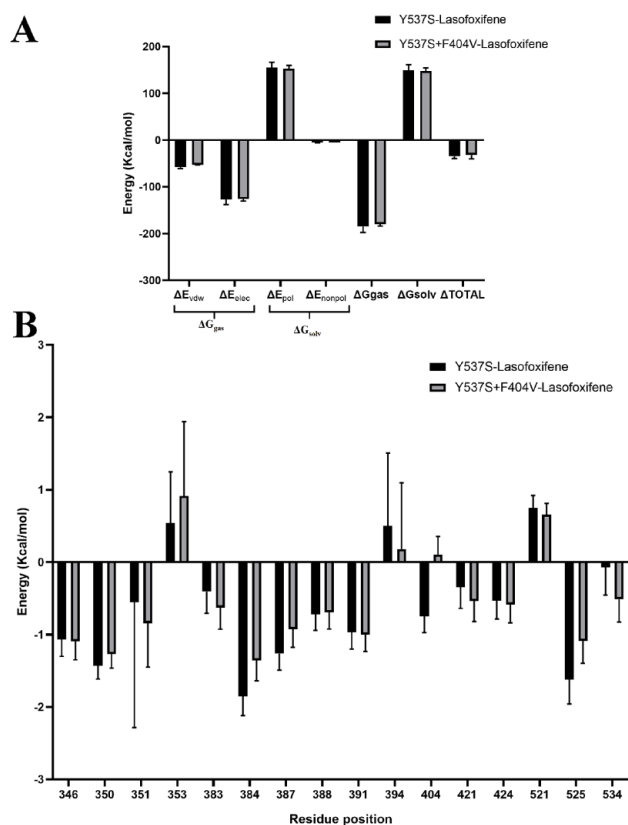 A
Y537S-Lasofoxifene
Y537S+F404V-Lasofoxifene
Energy (Kcal/mol)
200
100
0
-100
-200
-300
ΔEvdw ΔEelec ΔEpol ΔEnonpol ΔGgas ΔGsolv ΔTOTAL
ΔGgas ΔGsolv
B
Y537S-Lasofoxifene
Y537S+F404V-Lasofoxifene
Energy (Kcal/mol)
3
2
1
0
-1
-2
-3
346 350 351 353 383 384 387 388 391 394 404 421 424 521 525 534
Residue position